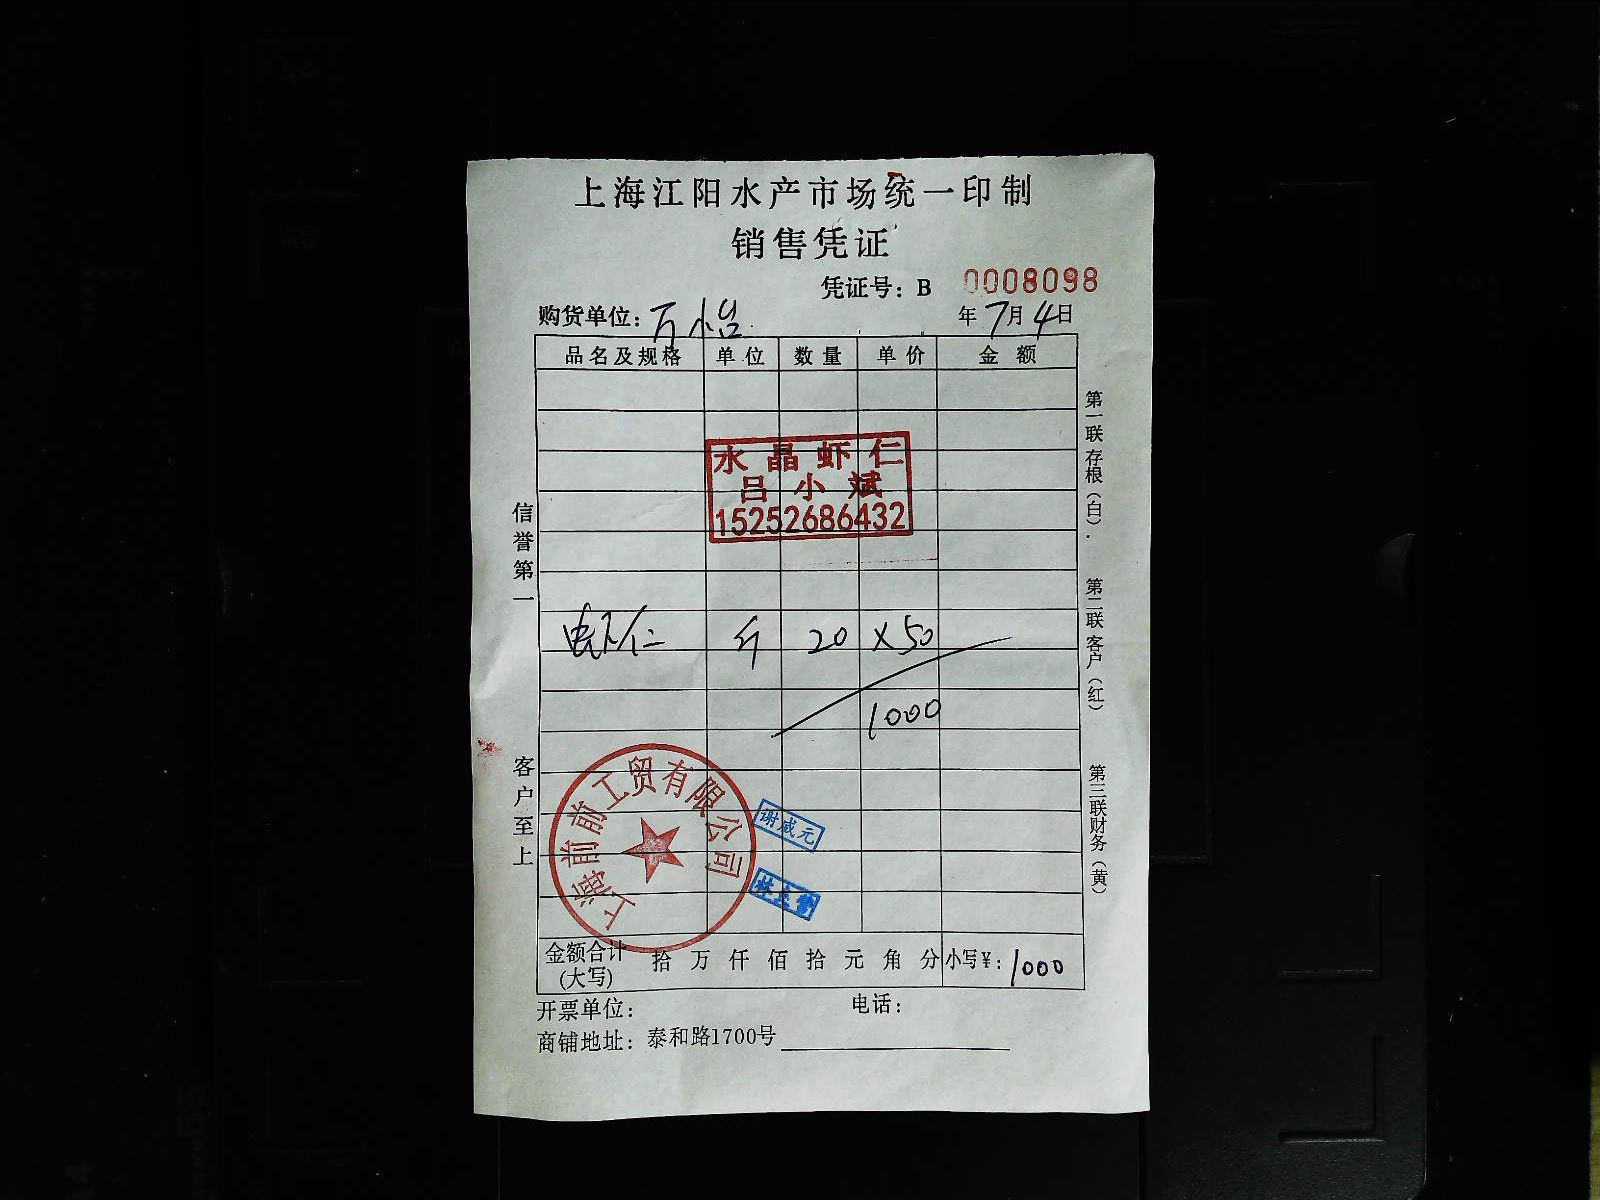 上海江阳水产市场统一印制
销售凭证
凭证号：B 0008098
购货单位：万怡 年7月4日
品名及规格 单位 数量 单价 金额
水晶虾仁
吕小斌
15252686432
虾仁 斤 20 X 50
1000
上海前前工贸有限公司
谢咸元
金额合计(大写) 拾 万 仟 佰 拾 元 角 分 小写¥：1000
开票单位： 电话：
商铺地址：泰和路1700号
信誉第一
客户至上
第一联存根（白）.
第二联客户（红）
第三联财务（黄）